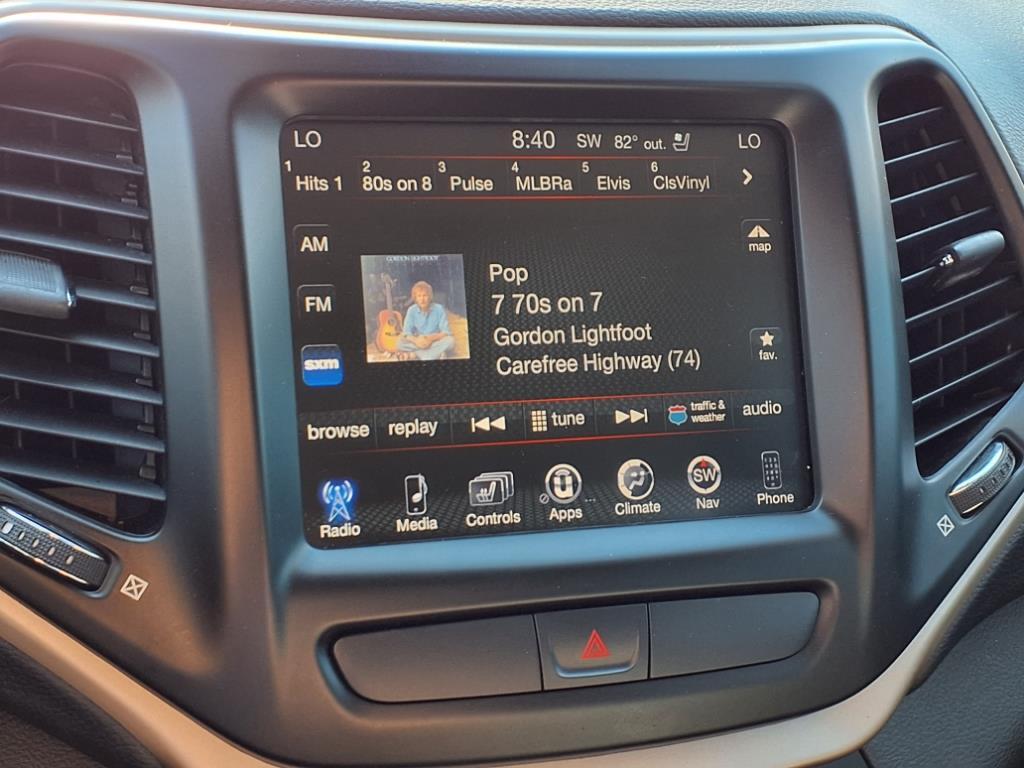 LO 8:40 SW 82° out. LO
1 Hits 1 2 80s on 8 3 Pulse 4 MLBRa 5 Elvis 6 ClsVinyl
AM
map
GORDON LIGHTFOOT
Pop
FM
7 70s on 7
Gordon Lightfoot
fav.
sxm
Carefree Highway (74)
browse replay tune traffic & weather audio
Radio Media Controls Apps Climate SW Nav Phone